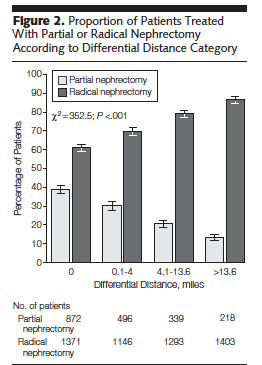 Figure 2. Proportion of Patients Treated
With Partial or Radical Nephrectomy
According to Differential Distance Category
100
90
80
70
60
50
40
30
20
10
0
Percentage of Patients
Partial nephrectomy
Radical nephrectomy
χ²=352.5; P<.001
0 0.1-4 4.1-13.6 >13.6
Differential Distance, miles
No. of patients
Partial 872 496 339 218
nephrectomy
Radical 1371 1146 1293 1403
nephrectomy